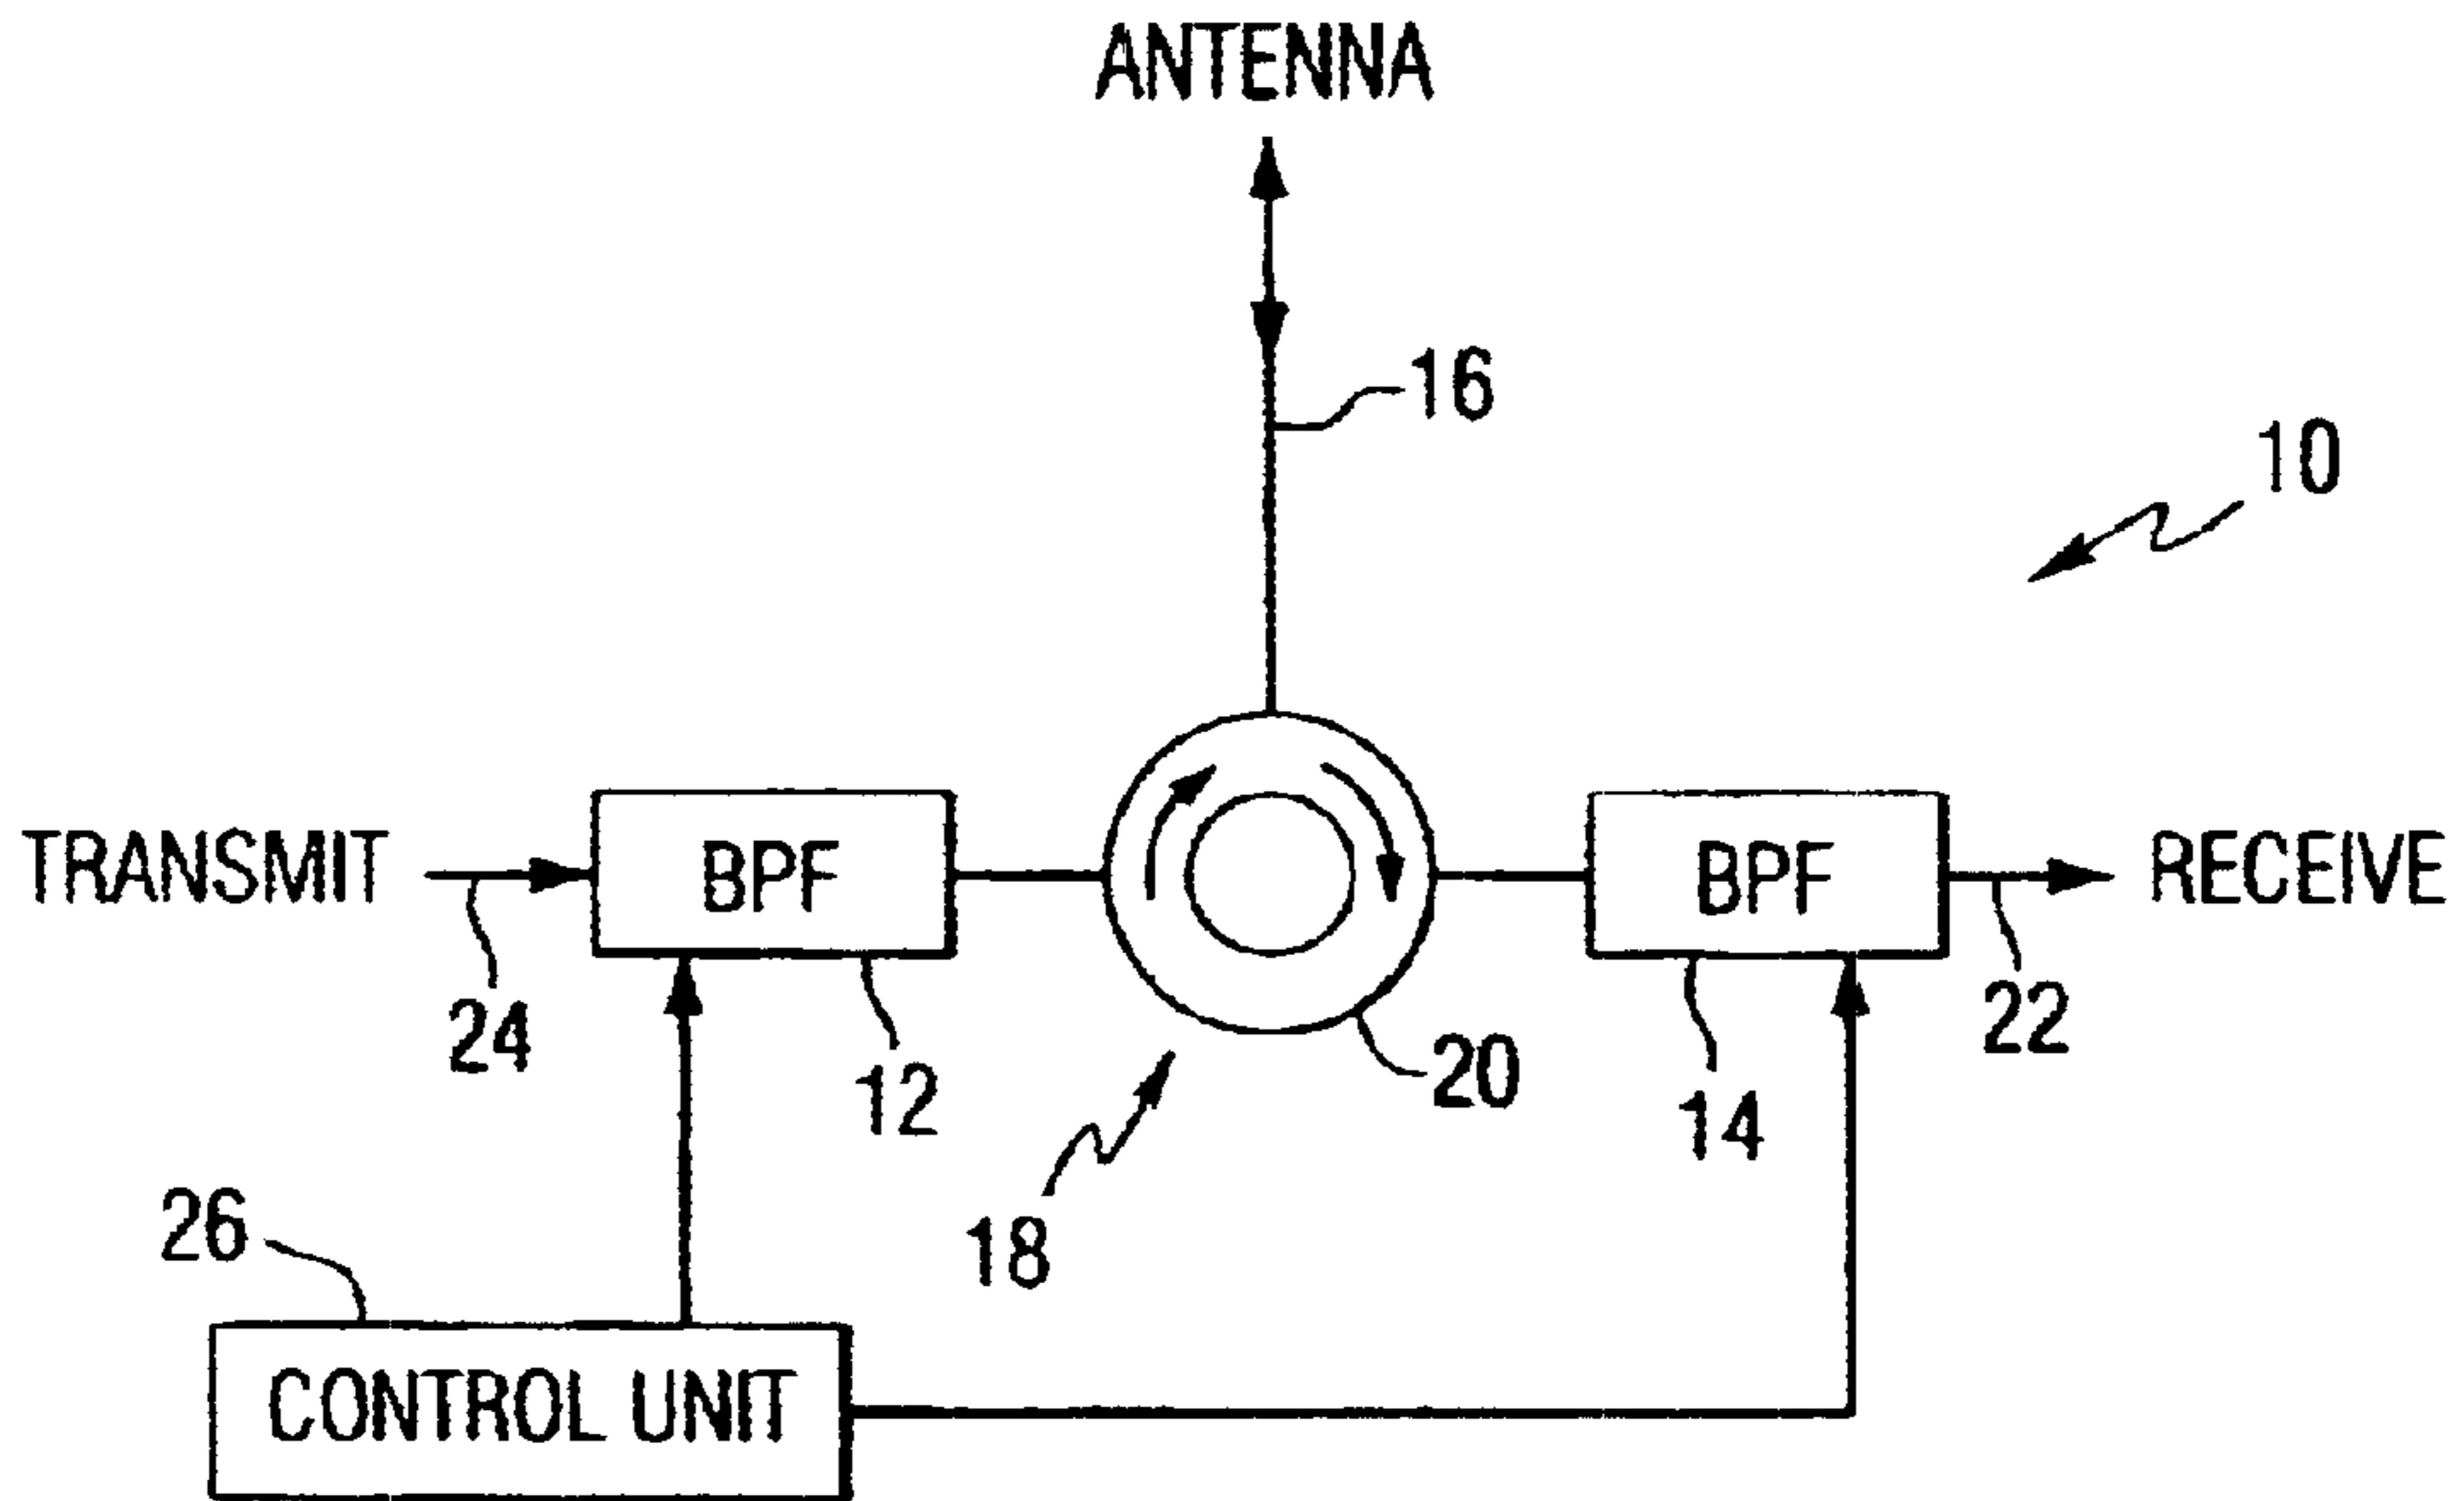 ANTENNA
16
10
TRANSMIT
BPF
BPF
RECEIVE
24
12
20
14
22
26
18
CONTROL UNIT